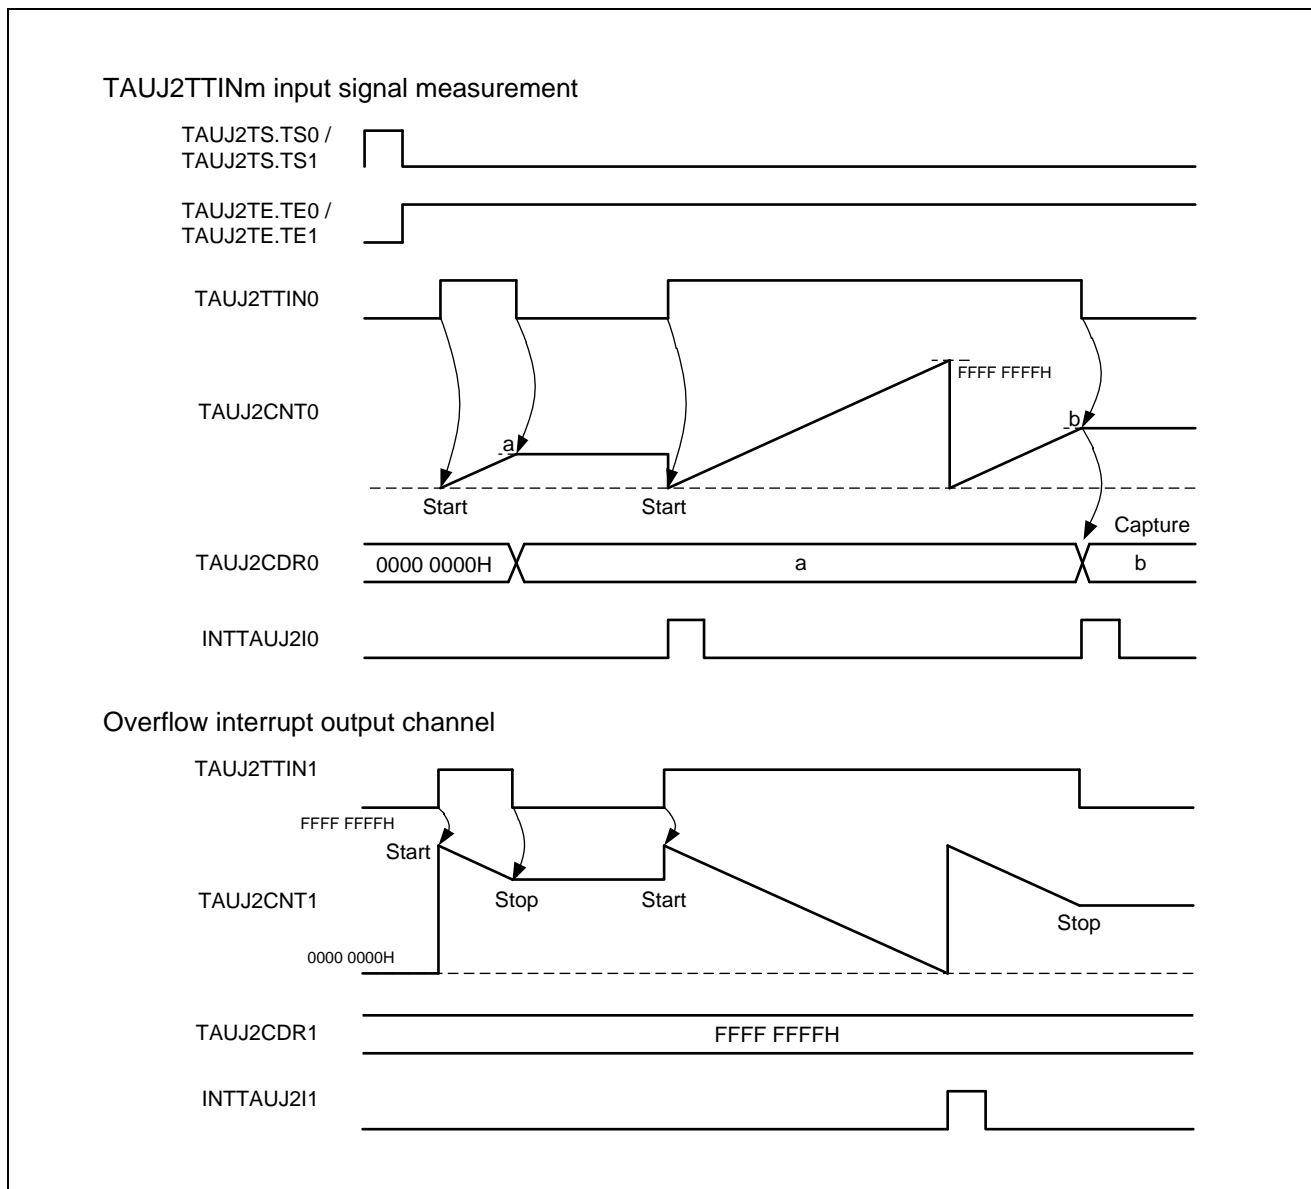 TAUJ2TTINm input signal measurement
TAUJ2TS.TS0 /
TAUJ2TS.TS1
TAUJ2TE.TE0 /
TAUJ2TE.TE1
TAUJ2TTIN0
FFFF FFFFH
TAUJ2CNT0
a
b
Start
Start
Capture
TAUJ2CDR0
0000 0000H
a
b
INTTAUJ2I0
Overflow interrupt output channel
TAUJ2TTIN1
FFFF FFFFH
Start
TAUJ2CNT1
Stop
Start
Stop
0000 0000H
TAUJ2CDR1
FFFF FFFFH
INTTAUJ2I1